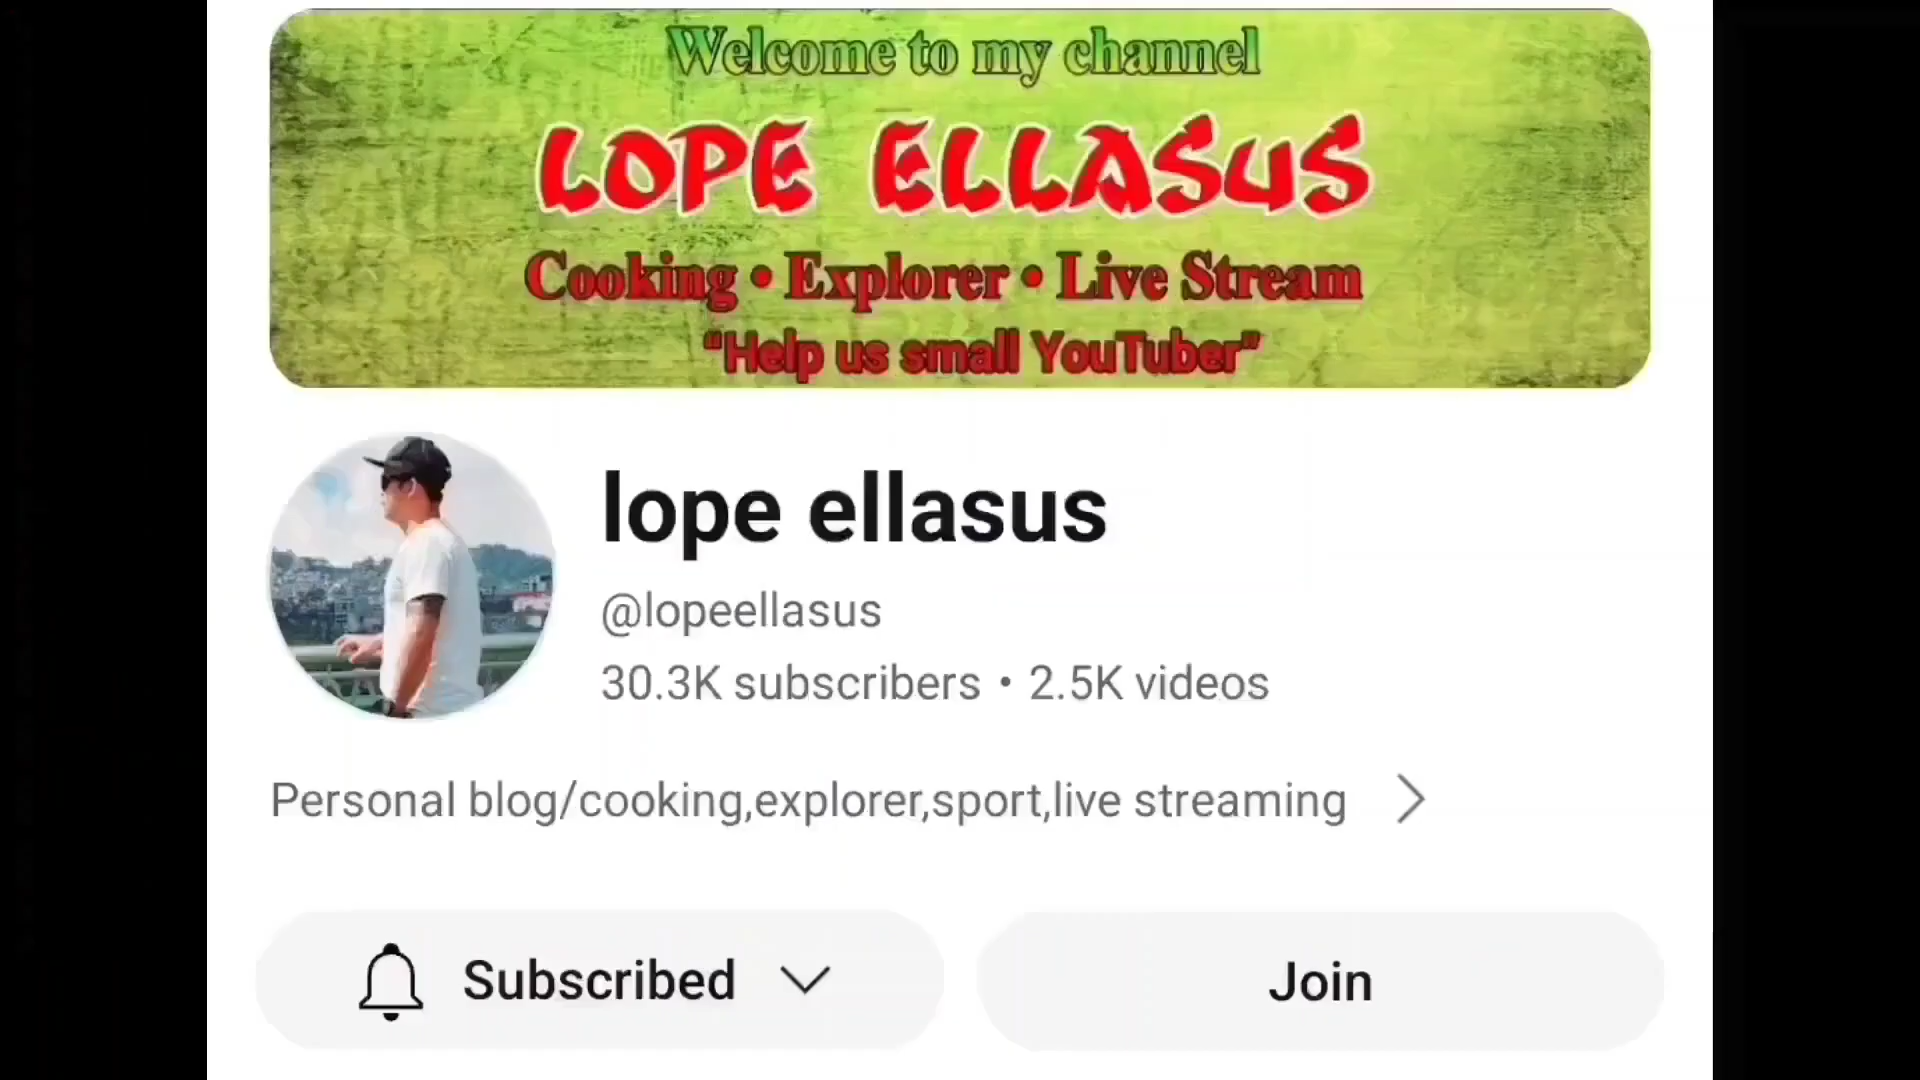 Welcome to my channel
LOPE ELLASUS
Cooking • Explorer • Live Stream
"Help us small YouTuber"
lope ellasus
@lopeellasus
30.3K subscribers • 2.5K videos
Personal blog/cooking,explorer,sport,live streaming
Subscribed
Join